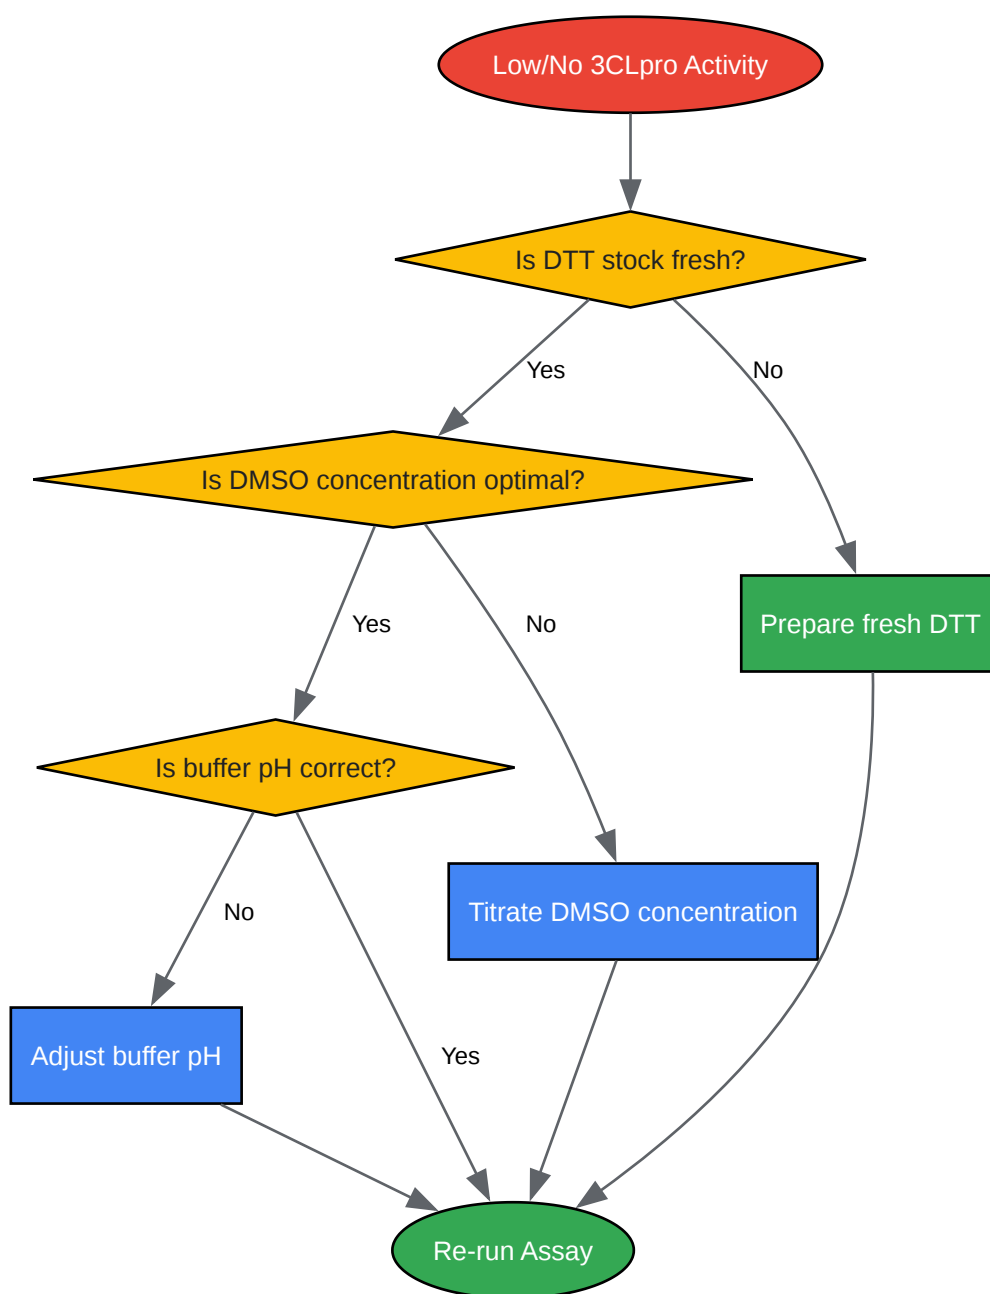 Low/No 3CLpro Activity
Is DTT stock fresh?
Yes
No
Is DMSO concentration optimal?
Yes
No
Prepare fresh DTT
Is buffer pH correct?
No
Titrate DMSO concentration
Adjust buffer pH
Yes
Re-run Assay